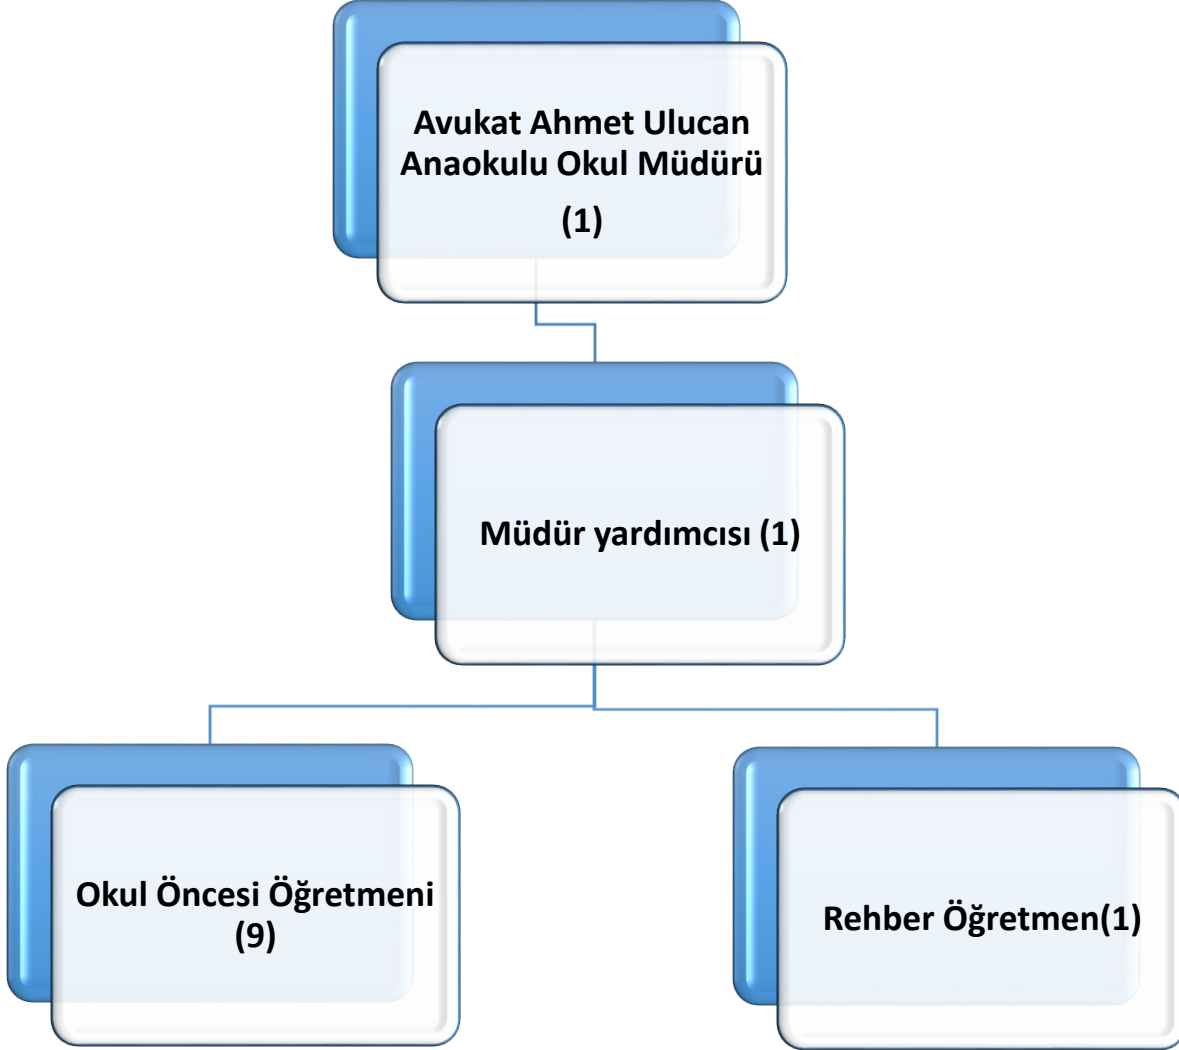 Avukat Ahmet Ulucan
Anaokulu Okul Müdürü
(1)
Müdür yardımcısı (1)
Okul Öncesi Öğretmeni
(9)
Rehber Öğretmen(1)